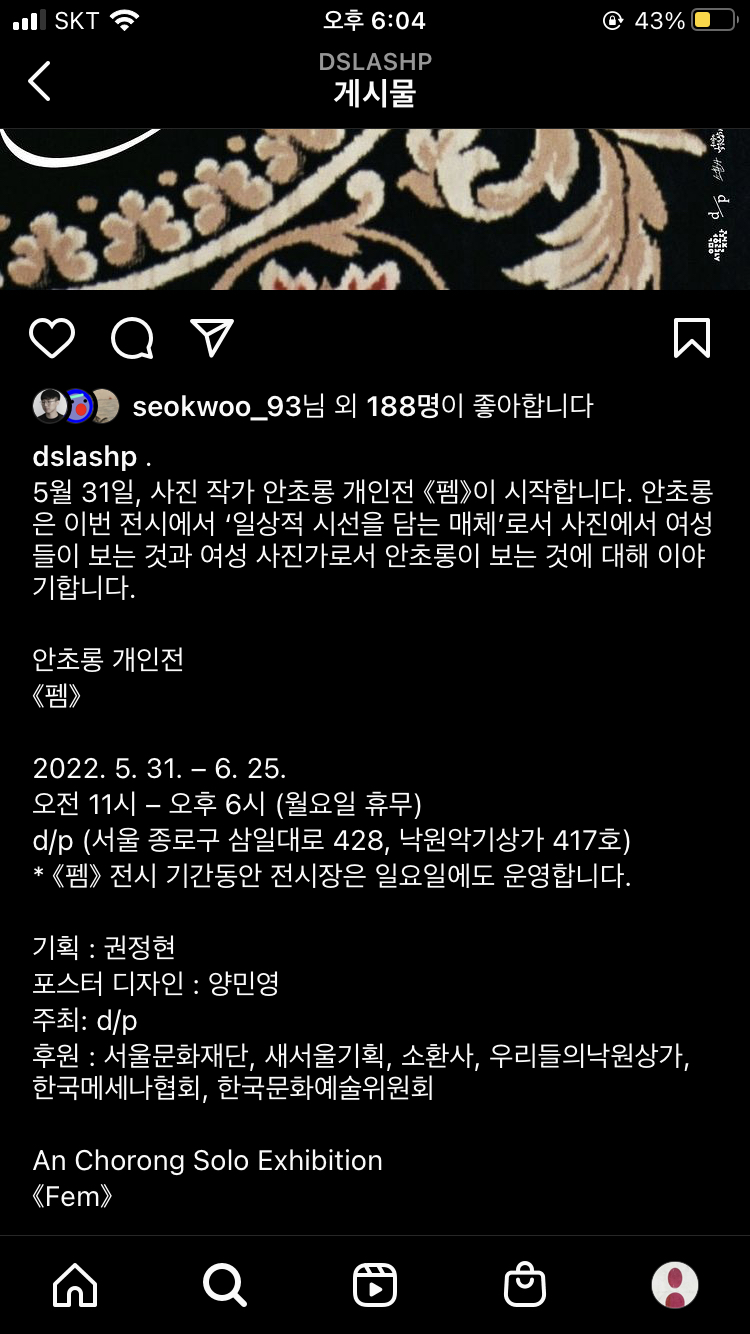 SKT 오후 6:04 43%
DSLASHP
게시물
d/p
seokwoo_93님 외 188명이 좋아합니다
dslashp .
5월 31일, 사진 작가 안초롱 개인전 《펨》이 시작합니다. 안초롱
은 이번 전시에서 ‘일상적 시선을 담는 매체’로서 사진에서 여성
들이 보는 것과 여성 사진가로서 안초롱이 보는 것에 대해 이야
기합니다.
안초롱 개인전
《펨》
2022. 5. 31. – 6. 25.
오전 11시 – 오후 6시 (월요일 휴무)
d/p (서울 종로구 삼일대로 428, 낙원악기상가 417호)
* 《펨》 전시 기간동안 전시장은 일요일에도 운영합니다.
기획 : 권정현
포스터 디자인 : 양민영
주최: d/p
후원 : 서울문화재단, 새서울기획, 소환사, 우리들의낙원상가,
한국메세나협회, 한국문화예술위원회
An Chorong Solo Exhibition
《Fem》